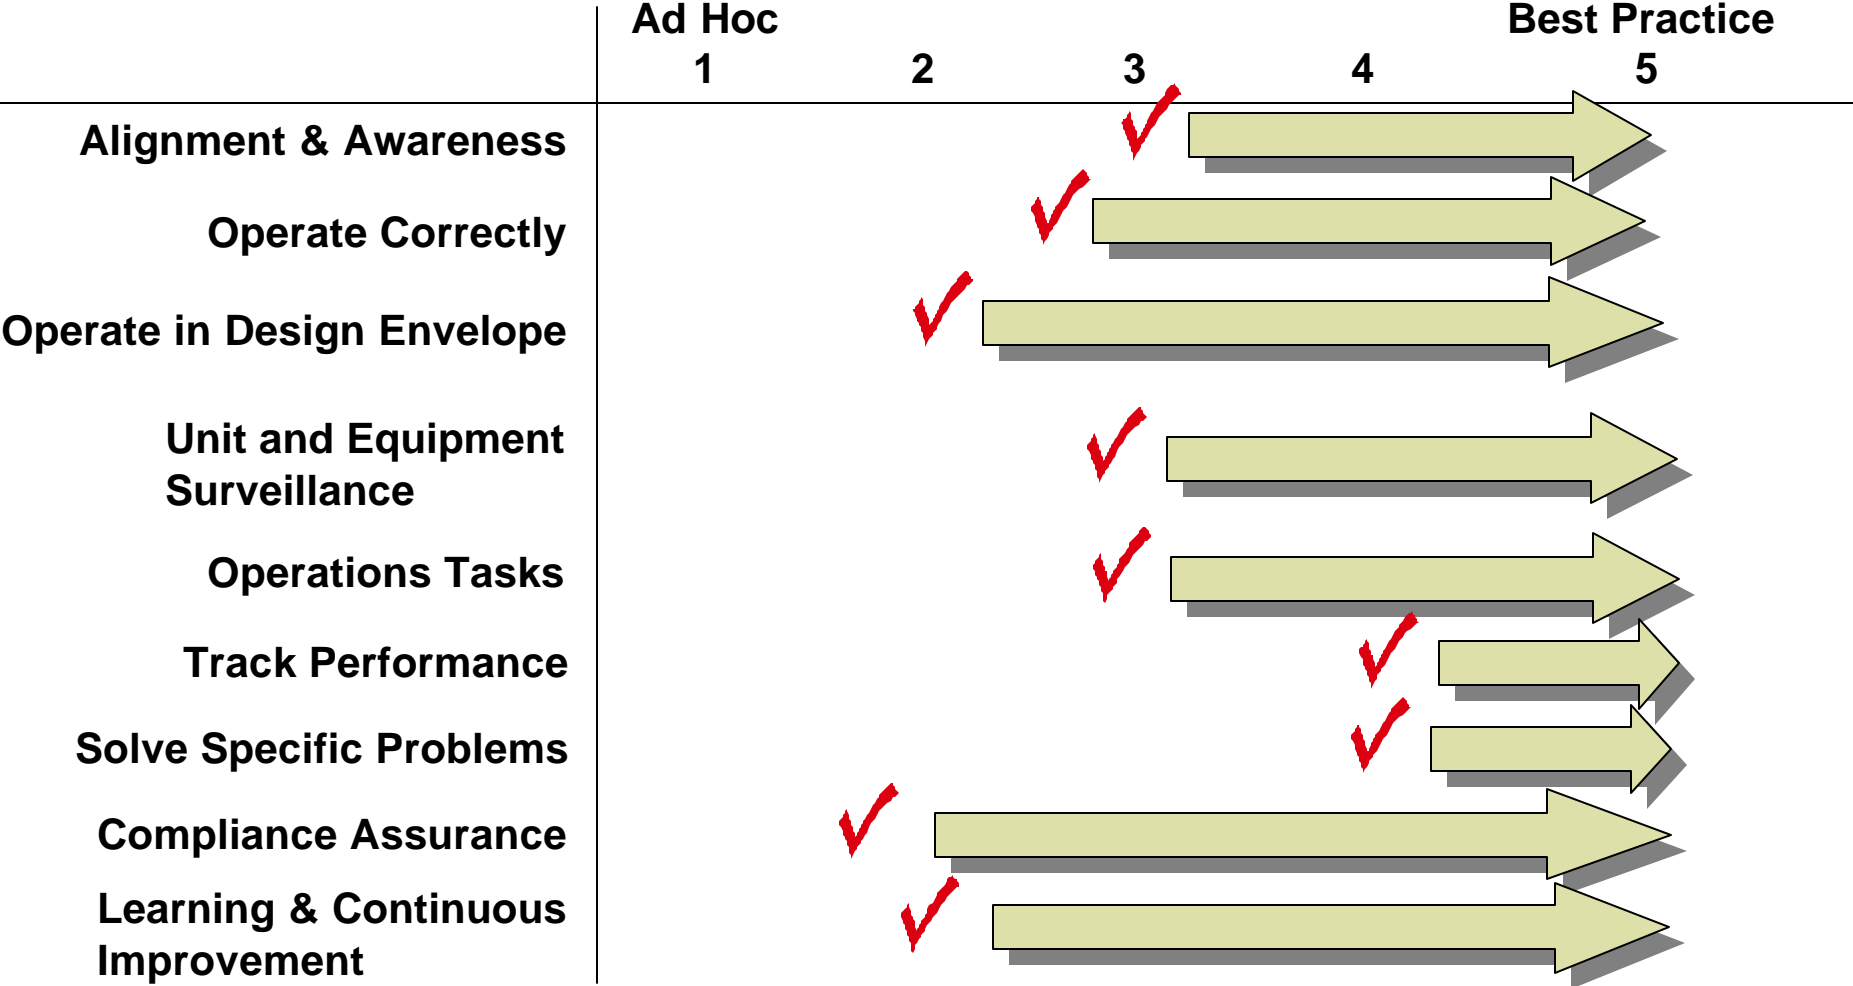 Ad Hoc Best Practice
1 2 3 4 5
Alignment & Awareness
Operate Correctly
Operate in Design Envelope
Unit and Equipment
Surveillance
Operations Tasks
Track Performance
Solve Specific Problems
Compliance Assurance
Learning & Continuous
Improvement